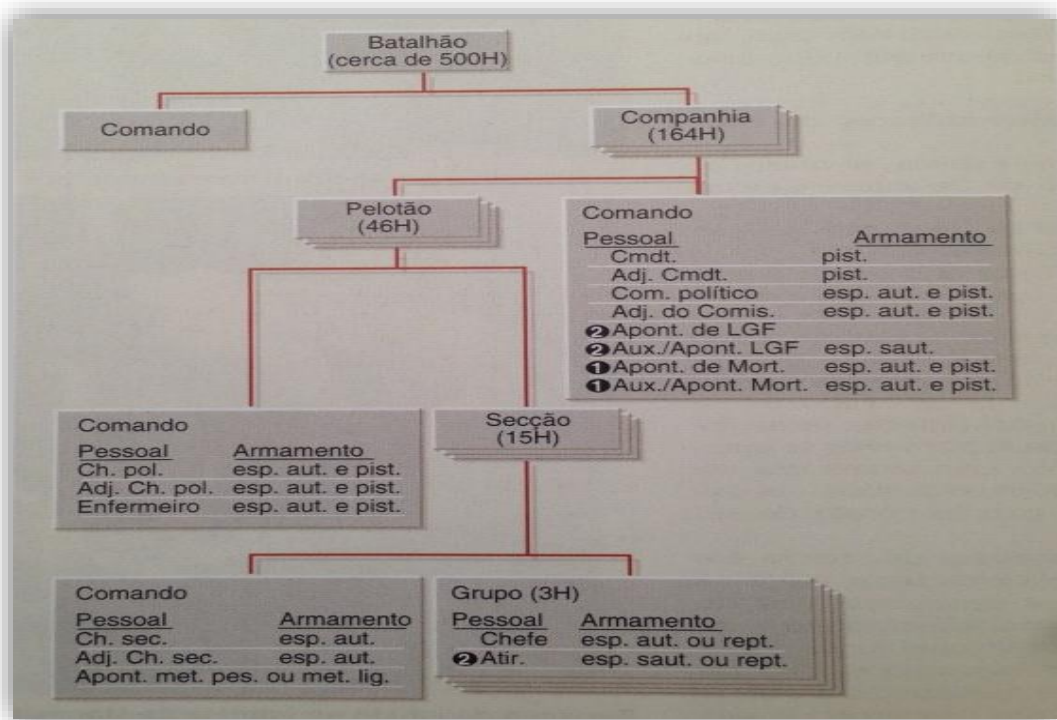 Batalhão
(cerca de 500H)
Comando
Companhia
(164H)
Pelotão
(46H)
Comando
Pessoal Armamento
Cmdt. pist.
Adj. Cmdt. pist.
Com. político esp. aut. e pist.
Adj. do Comis. esp. aut. e pist.
2 Apont. de LGF
2 Aux./Apont. LGF esp. saut.
1 Apont. de Mort. esp. aut. e pist.
1 Aux./Apont. Mort. esp. aut. e pist.
Comando
Pessoal Armamento
Ch. pol. esp. aut. e pist.
Adj. Ch. pol. esp. aut. e pist.
Enfermeiro esp. aut. e pist.
Secção
(15H)
Comando
Pessoal Armamento
Ch. sec. esp. aut.
Adj. Ch. sec. esp. aut.
Apont. met. pes. ou met. lig.
Grupo (3H)
Pessoal Armamento
Chefe esp. aut. ou rept.
2 Atir. esp. saut. ou rept.